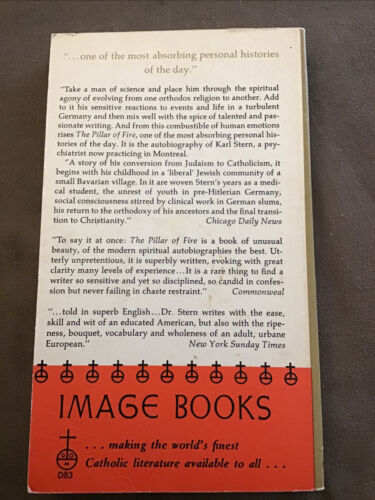 "...one of the most absorbing personal histories
of the day."
"Take a man of science and place him through the spiritual
agony of evolving from one orthodox religion to another. Add
to it his sensitive reactions to events and life in a turbulent
Germany and then mix well with the spice of talented and pas-
sionate writing. And from this combustible of human emotions
rises The Pillar of Fire, one of the most absorbing personal his-
tories of the day. It is the autobiography of Karl Stern, a psy-
chiatrist now practicing in Montreal.
"A story of his conversion from Judaism to Catholicism, it
begins with his childhood in a 'liberal' Jewish community of a
small Bavarian village. In it are woven Stern's years as a medi-
cal student, the unrest of youth in pre-Hitlerian Germany,
social consciousness stirred by clinical work in German slums,
his return to the orthodoxy of his ancestors and the final transi-
tion to Christianity." Chicago Daily News
"To say it at once: The Pillar of Fire is a book of unusual
beauty, of the modern spiritual autobiographies the best. Ut-
terly unpretentious, it is superbly written, evoking with great
clarity many levels of experience...It is a rare thing to find a
writer so sensitive and yet so disciplined, so candid in confes-
sion but never failing in chaste restraint." Commonweal
"...told in superb English...Dr. Stern writes with the ease,
skill and wit of an educated American, but also with the ripe-
ness, bouquet, vocabulary and wholeness of an adult, urbane
European." New York Sunday Times
IMAGE BOOKS
... making the world's finest
Catholic literature available to all ...
D83